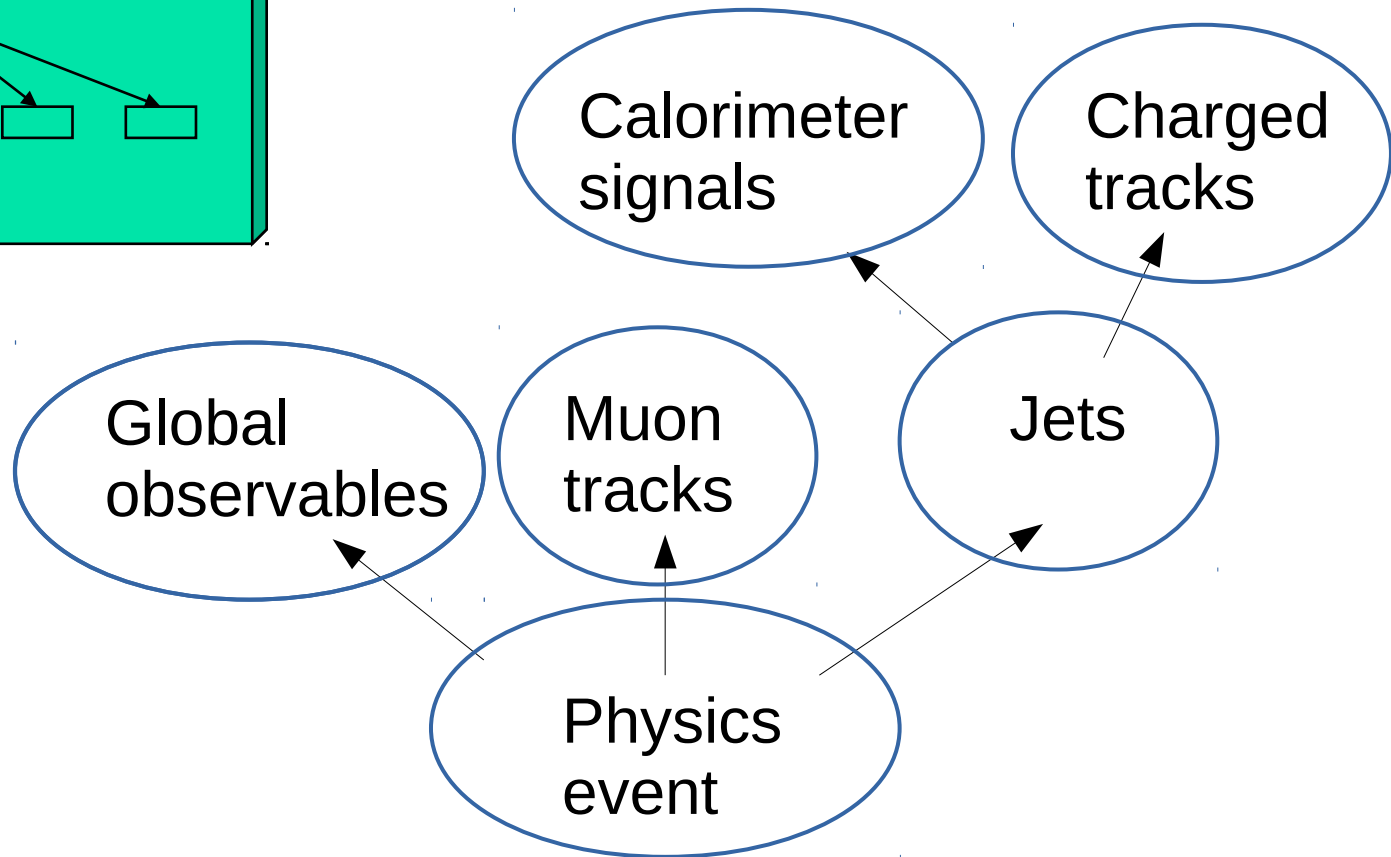 Calorimeter
signals
Charged
tracks
Global
observables
Muon
tracks
Jets
Physics
event